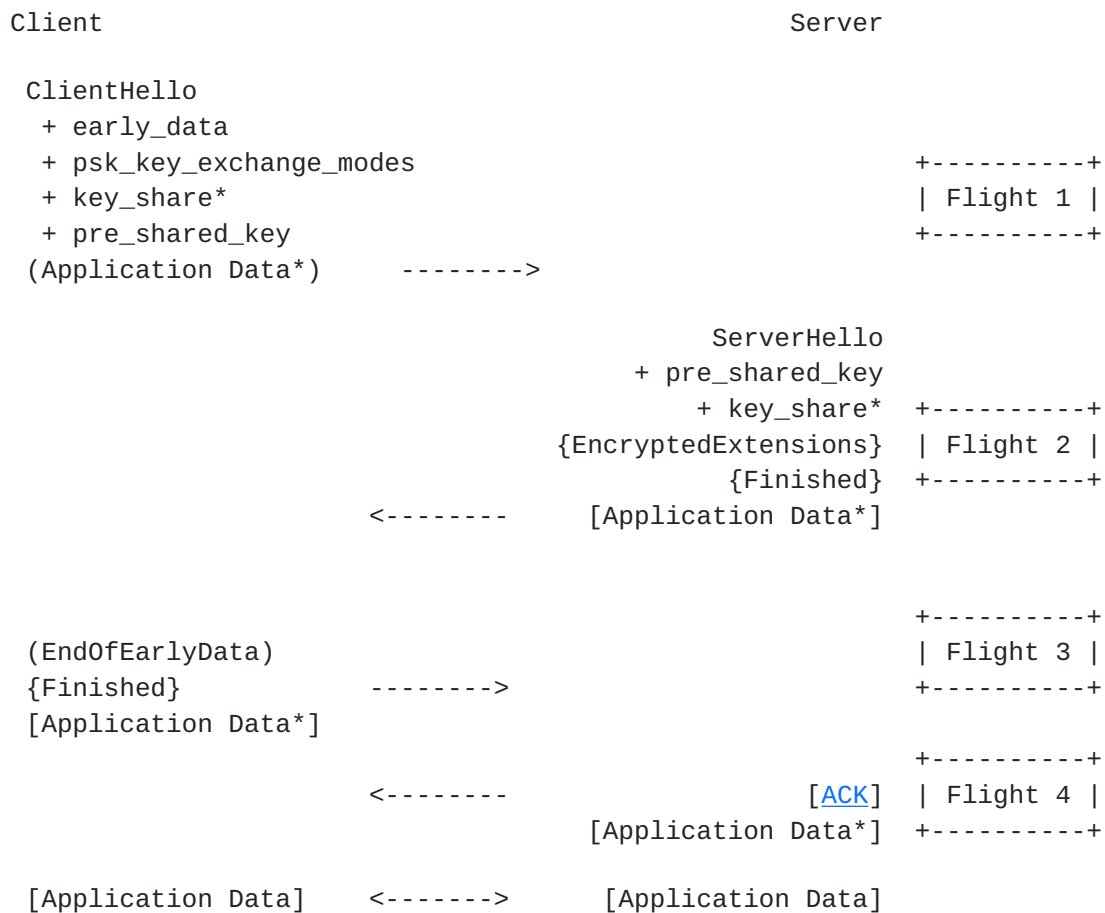 Client Server
ClientHello
+ early_data
+ psk_key_exchange_modes +----------+
+ key_share* | Flight 1 |
+ pre_shared_key +----------+
(Application Data*) -------->
ServerHello
+ pre_shared_key
+ key_share* +----------+
{EncryptedExtensions} | Flight 2 |
{Finished} +----------+
<-------- [Application Data*]
+----------+
(EndOfEarlyData) | Flight 3 |
{Finished} --------> +----------+
[Application Data*]
+----------+
<-------- [ACK] | Flight 4 |
[Application Data*] +----------+
[Application Data] <-------> [Application Data]